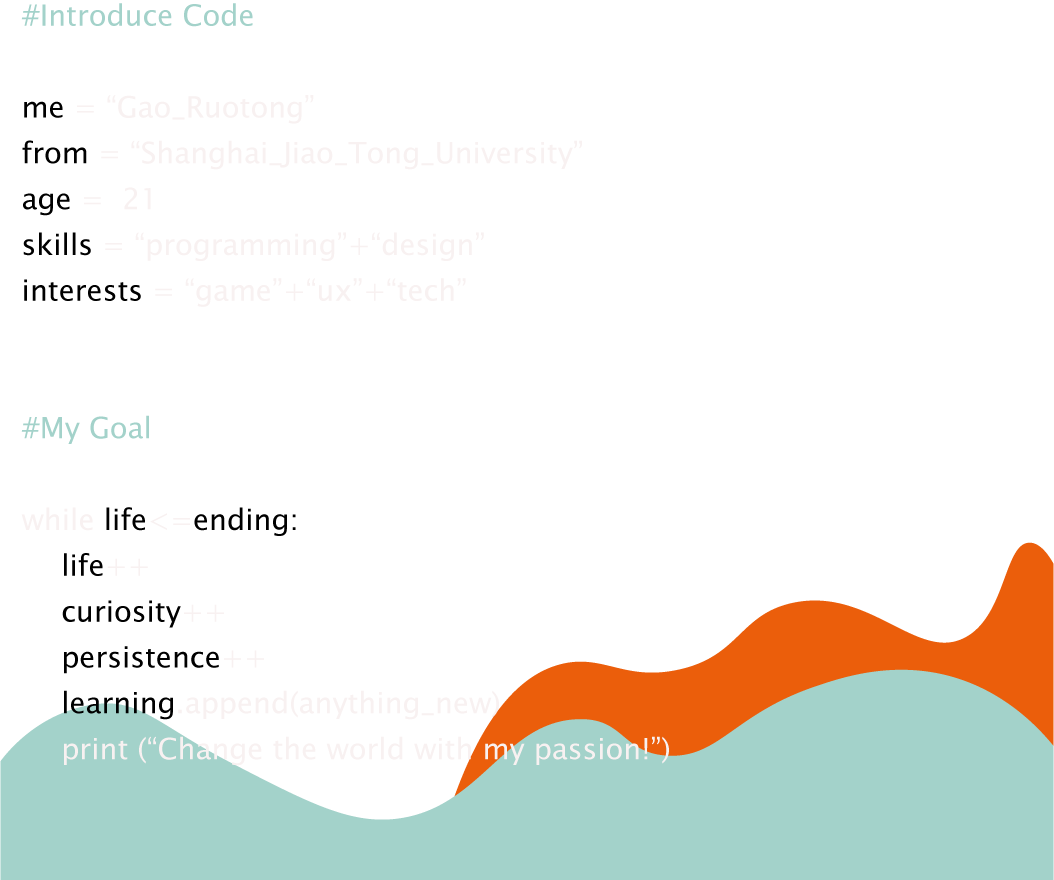 #Introduce Code
me = “Gao_Ruotong”
from = “Shanghai_Jiao_Tong_University”
age =  21
skills = “programming”+“design”
interests = “game”+“ux”+“tech”
#My Goal
while life<=ending:
life++
curiosity++
persistence++
learning.append(anything_new)
print (“Change the world with my passion!”)